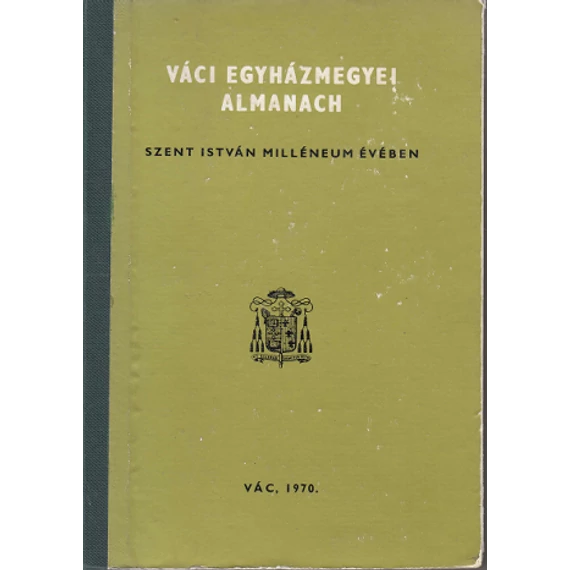 VÁCI EGYHÁZMEGYEI
ALMANACH
SZENT ISTVÁN MILLÉNEUM ÉVÉBEN
VÁC, 1970.